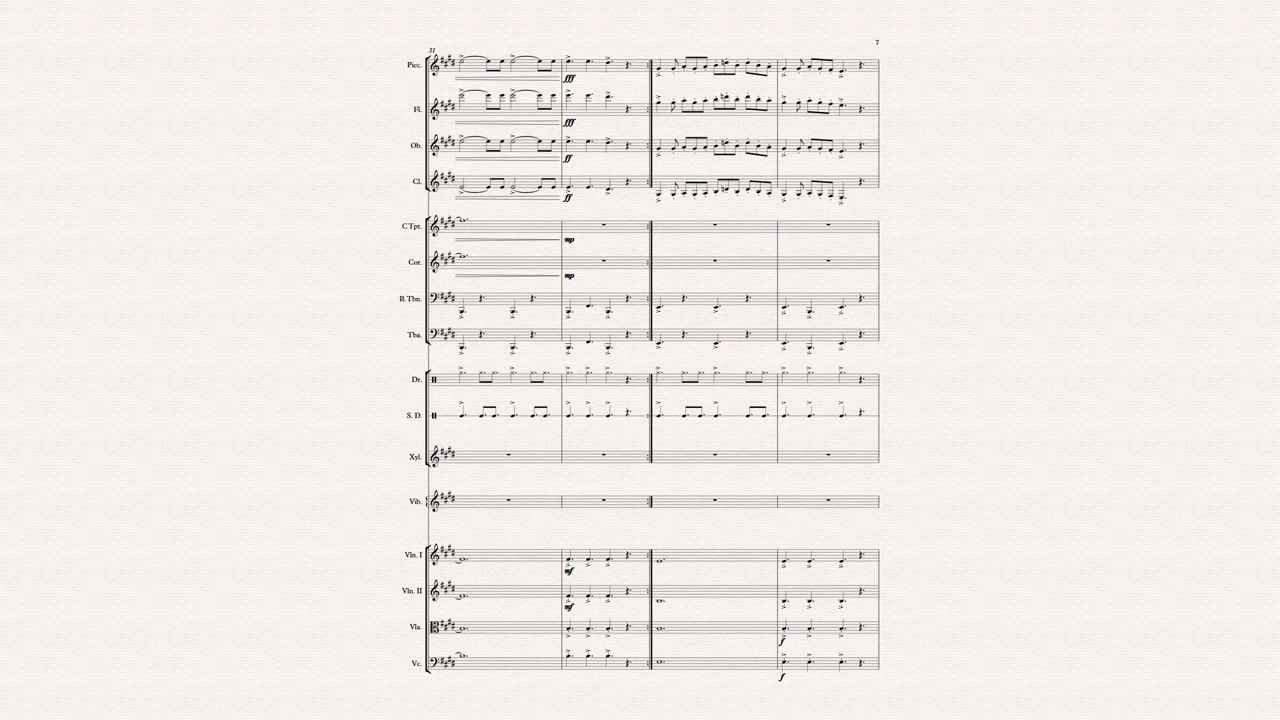 7
31
Picc.
fff
Fl.
fff
Ob.
ff
Cl.
ff
C Tpt.
mp
Cor.
mp
B. Tbn.
Tba.
Dr.
S. D.
Xyl.
Vib.
Vln. I
mf
Vln. II
mf
Vla.
f
Vc.
f